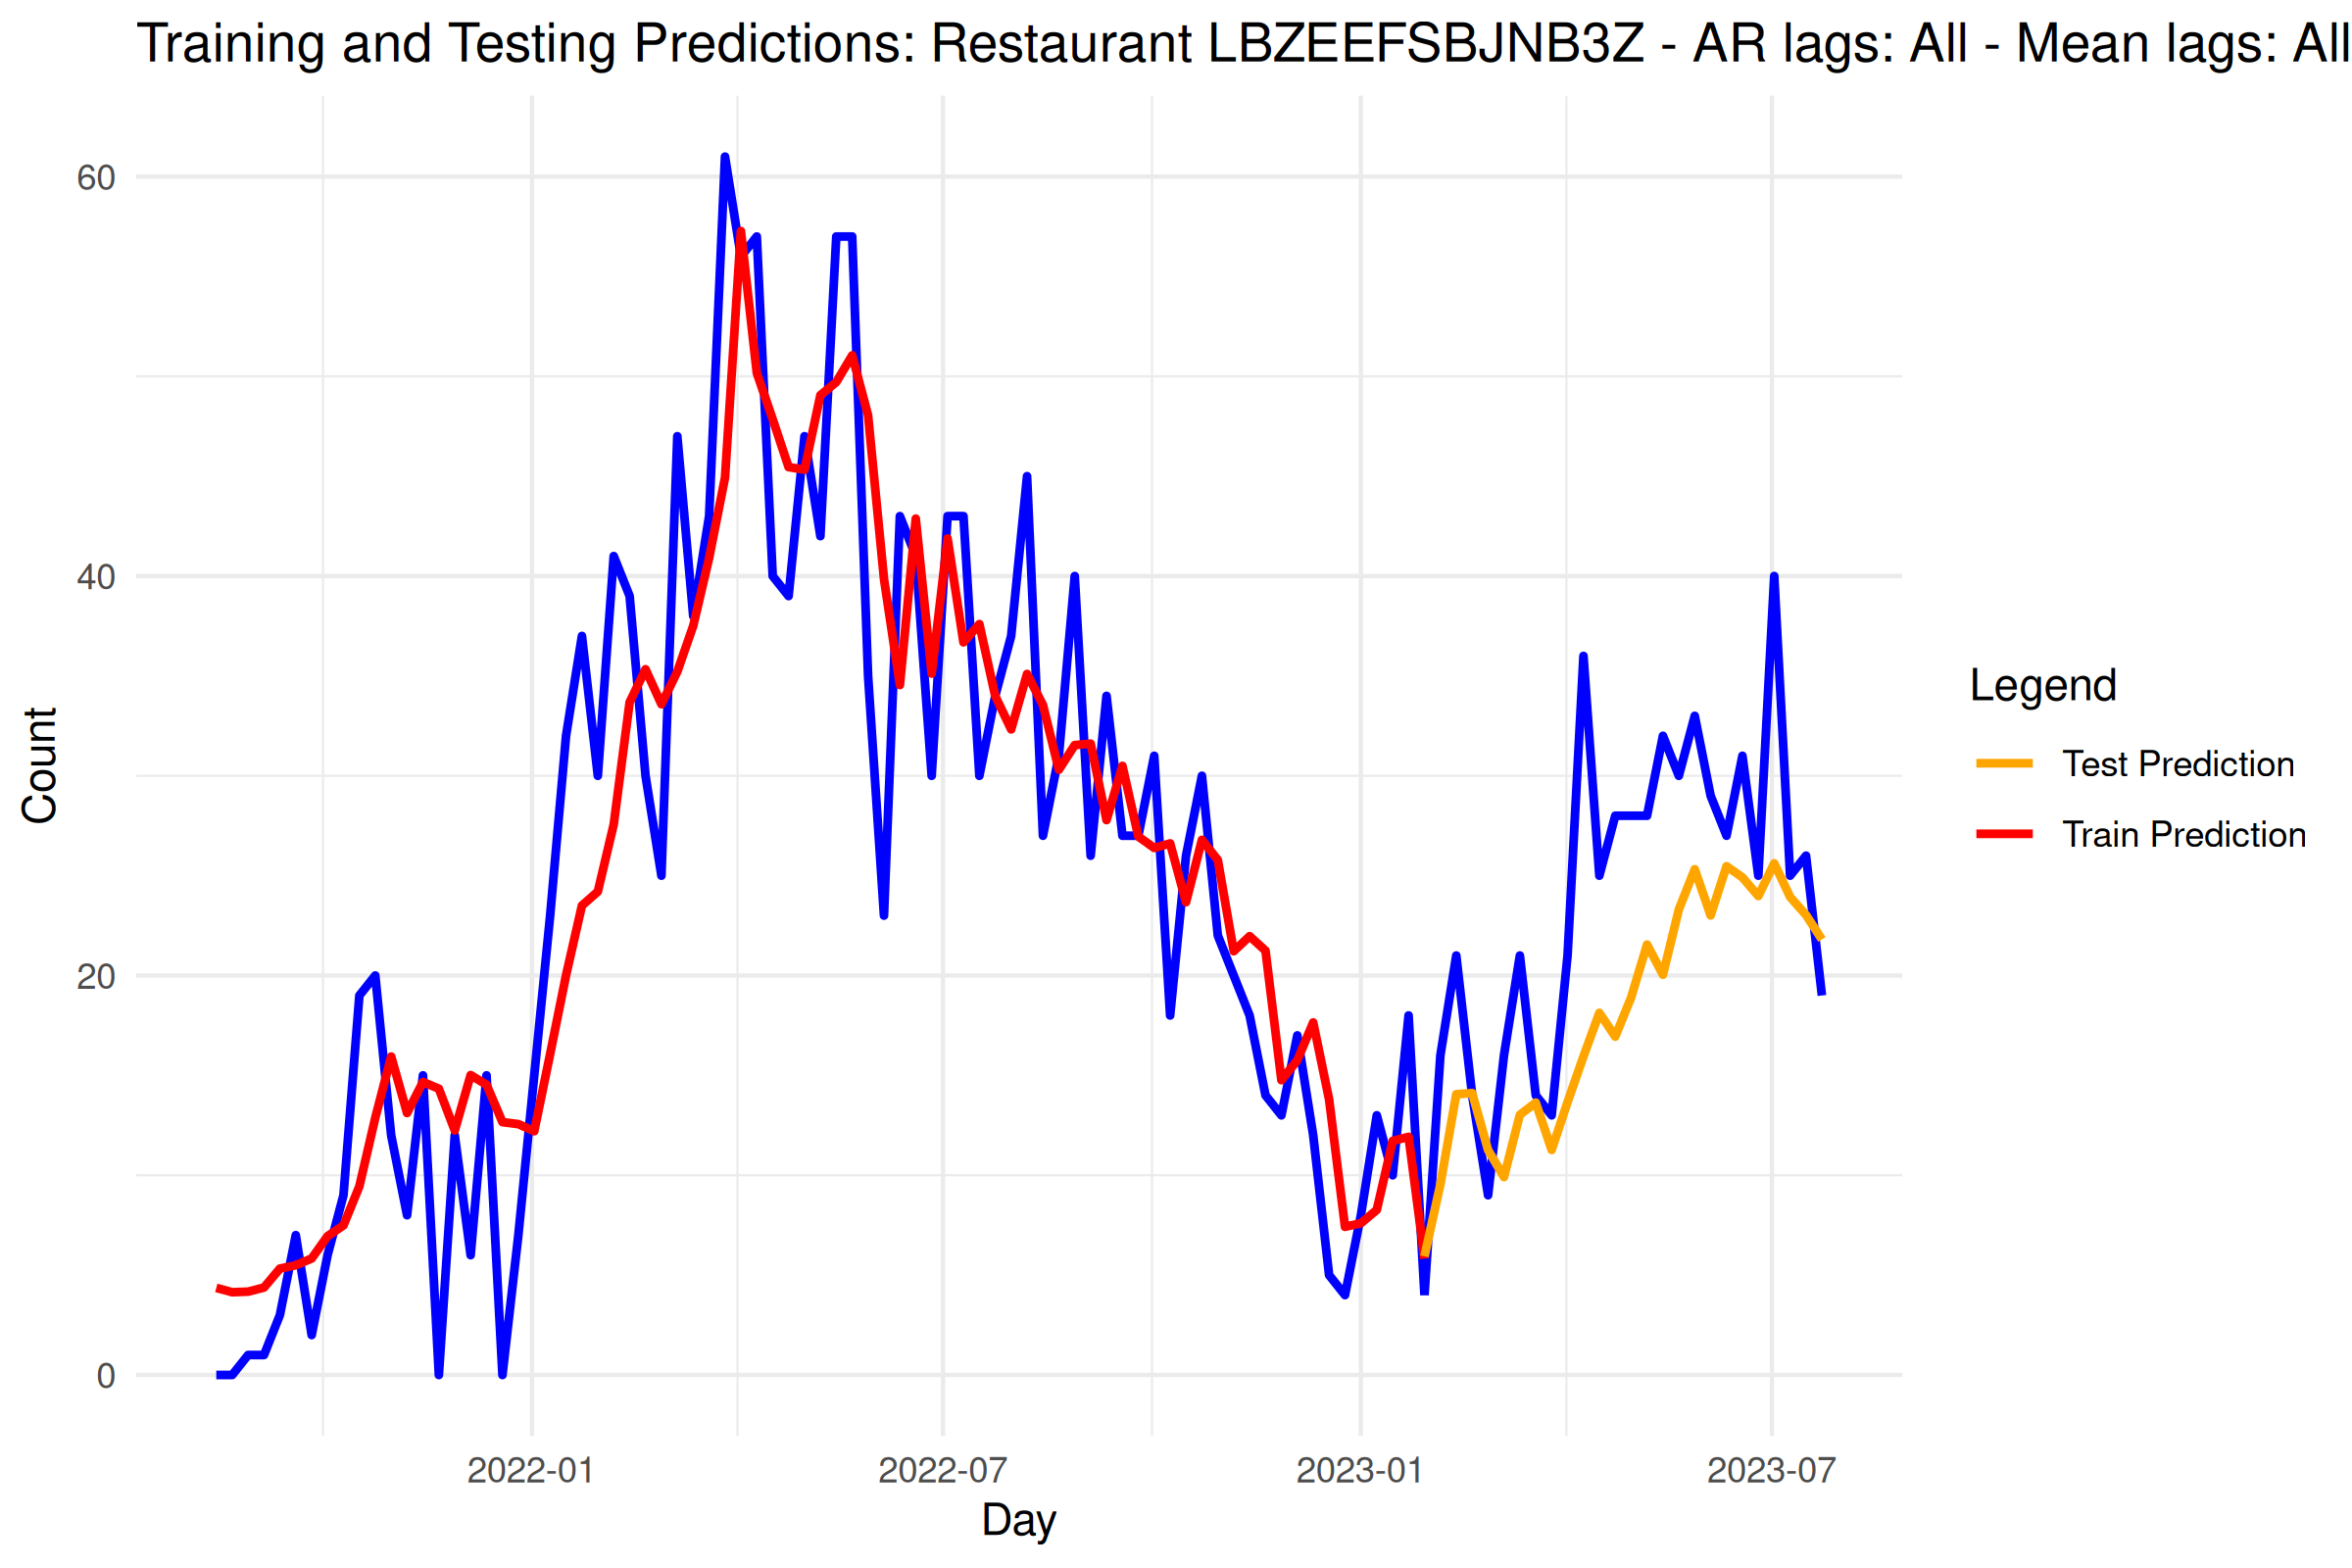 Training and Testing Predictions: Restaurant LBZEEFSBJNB3Z - AR lags: All - Mean lags: All
60
40
20
0
Count
2022-01
2022-07
2023-01
2023-07
Day
Legend
Test Prediction
Train Prediction